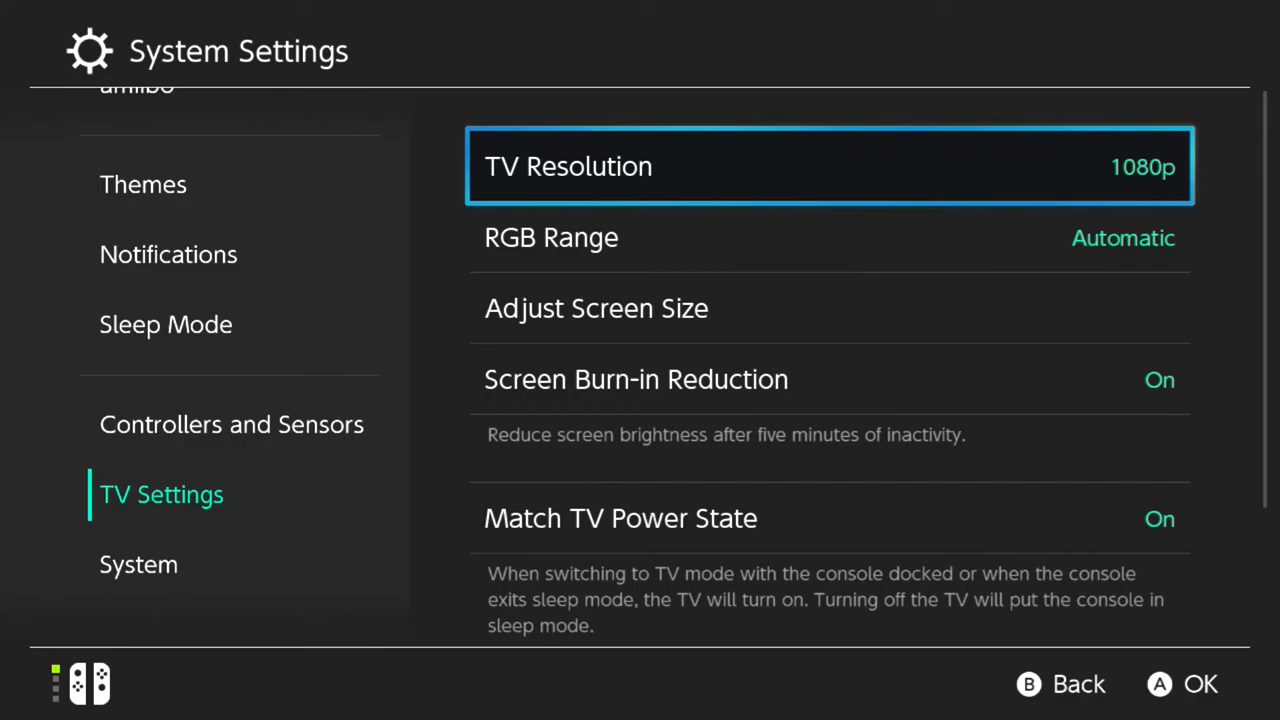 System Settings
amiibo
Themes
Notifications
Sleep Mode
Controllers and Sensors
TV Settings
System
TV Resolution 1080p
RGB Range Automatic
Adjust Screen Size
Screen Burn-in Reduction On
Reduce screen brightness after five minutes of inactivity.
Match TV Power State On
When switching to TV mode with the console docked or when the console
exits sleep mode, the TV will turn on. Turning off the TV will put the console in
sleep mode.
B Back A OK